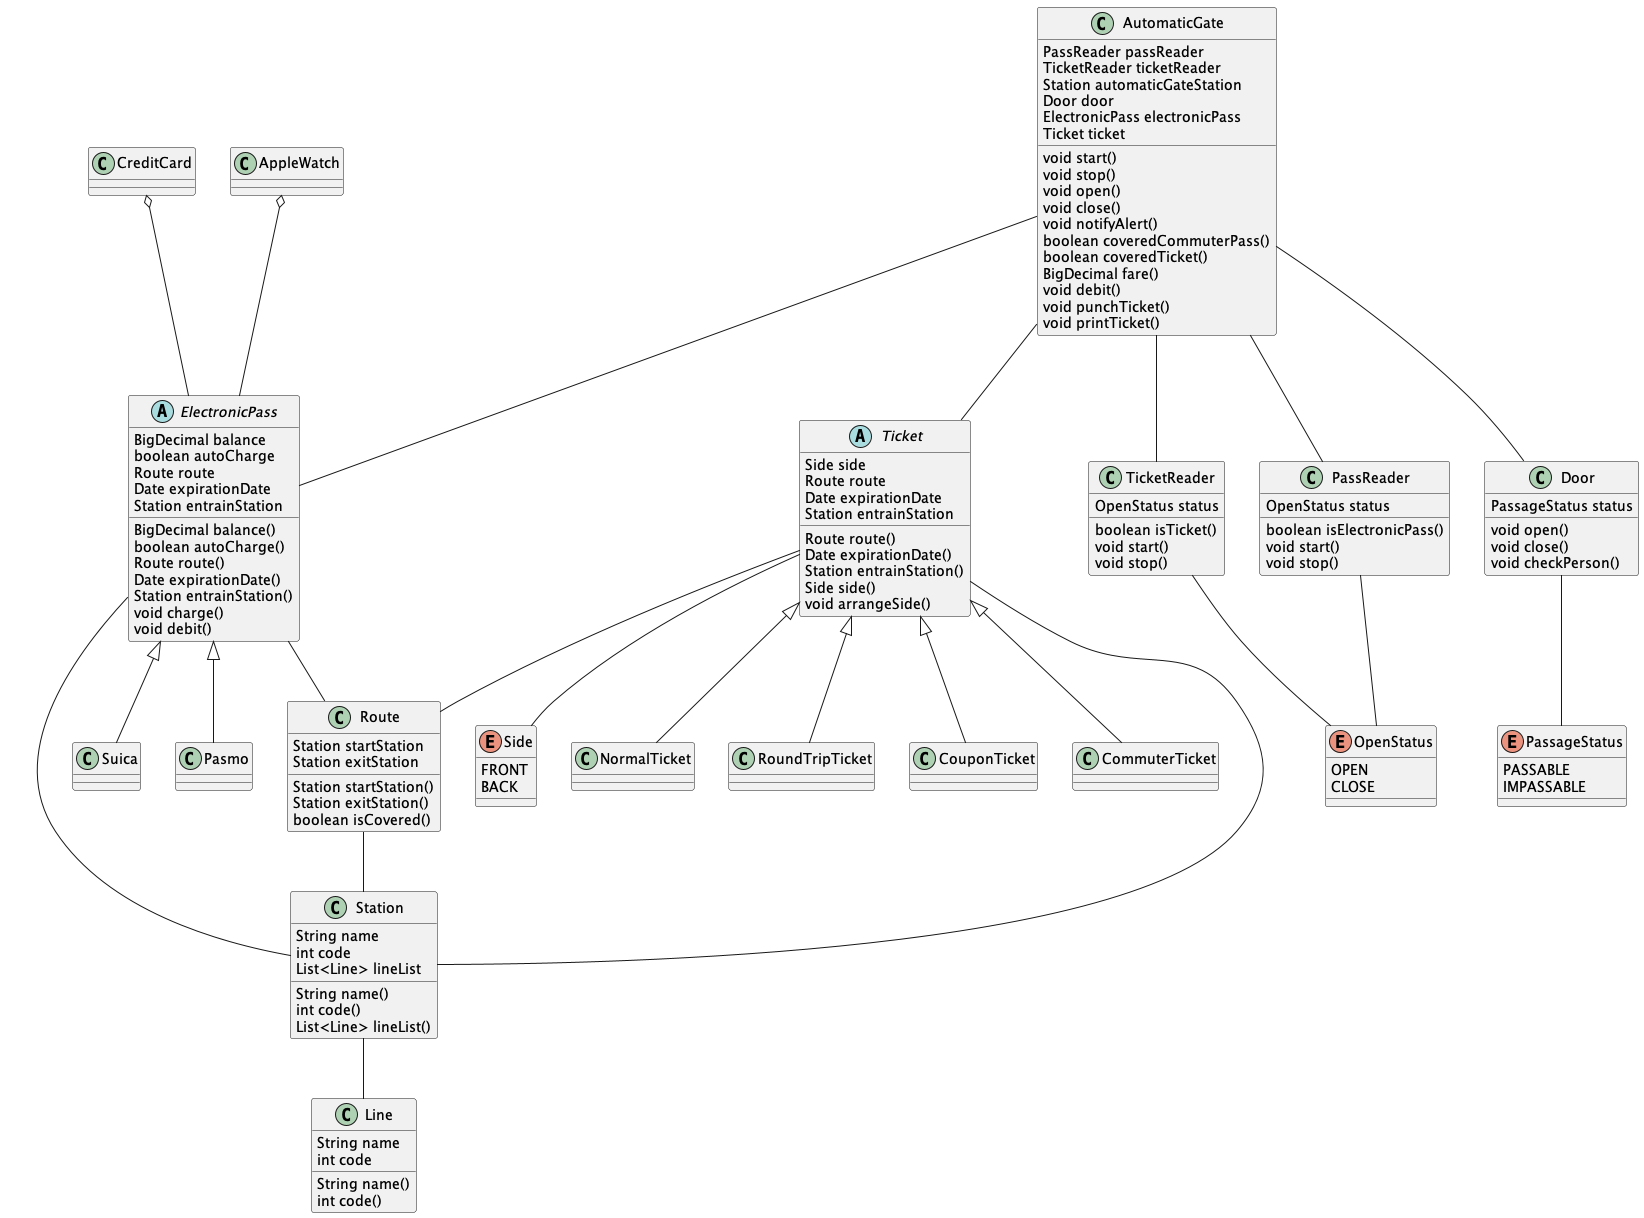 C AutomaticGate
PassReader passReader
TicketReader ticketReader
Station automaticGateStation
Door door
ElectronicPass electronicPass
Ticket ticket
void start()
void stop()
void open()
void close()
void notifyAlert()
boolean coveredCommuterPass()
boolean coveredTicket()
BigDecimal fare()
void debit()
void punchTicket()
void printTicket()
C CreditCard
C AppleWatch
A ElectronicPass
BigDecimal balance
boolean autoCharge
Route route
Date expirationDate
Station entrainStation
BigDecimal balance()
boolean autoCharge()
Route route()
Date expirationDate()
Station entrainStation()
void charge()
void debit()
A Ticket
Side side
Route route
Date expirationDate
Station entrainStation
Route route()
Date expirationDate()
Station entrainStation()
Side side()
void arrangeSide()
C TicketReader
OpenStatus status
boolean isTicket()
void start()
void stop()
C PassReader
OpenStatus status
boolean isElectronicPass()
void start()
void stop()
C Door
PassageStatus status
void open()
void close()
void checkPerson()
C Suica
C Pasmo
C Route
Station startStation
Station exitStation
Station startStation()
Station exitStation()
boolean isCovered()
E Side
FRONT
BACK
C NormalTicket
C RoundTripTicket
C CouponTicket
C CommuterTicket
E OpenStatus
OPEN
CLOSE
E PassageStatus
PASSABLE
IMPASSABLE
C Station
String name
int code
List<Line> lineList
String name()
int code()
List<Line> lineList()
C Line
String name
int code
String name()
int code()